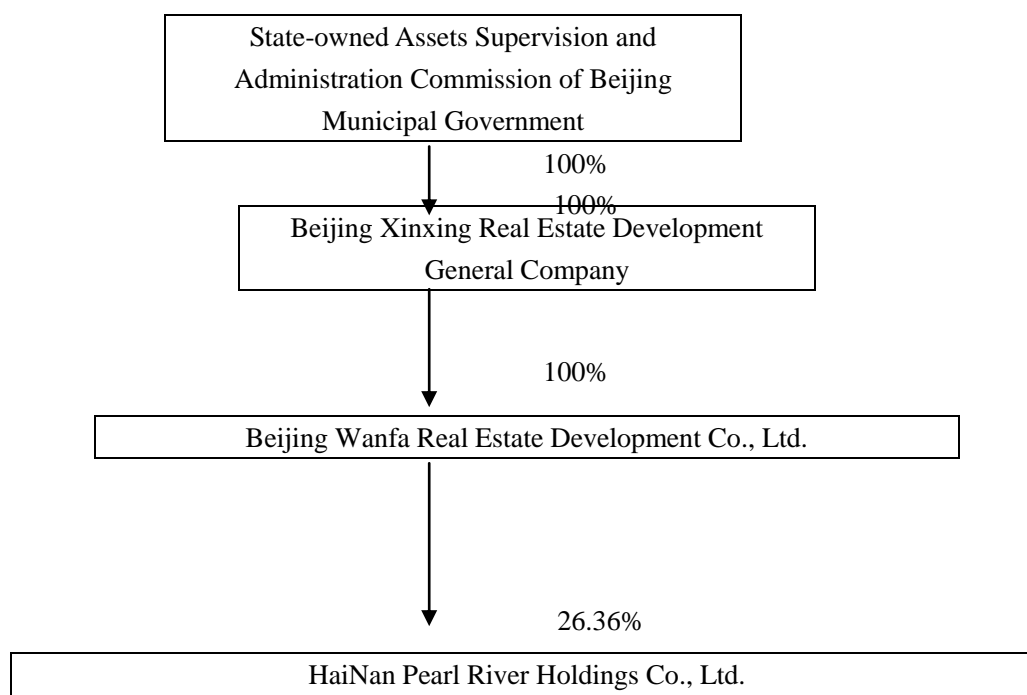 State-owned Assets Supervision and
Administration Commission of Beijing
Municipal Government
100%
100%
Beijing Xinxing Real Estate Development
General Company
100%
Beijing Wanfa Real Estate Development Co., Ltd.
26.36%
HaiNan Pearl River Holdings Co., Ltd.